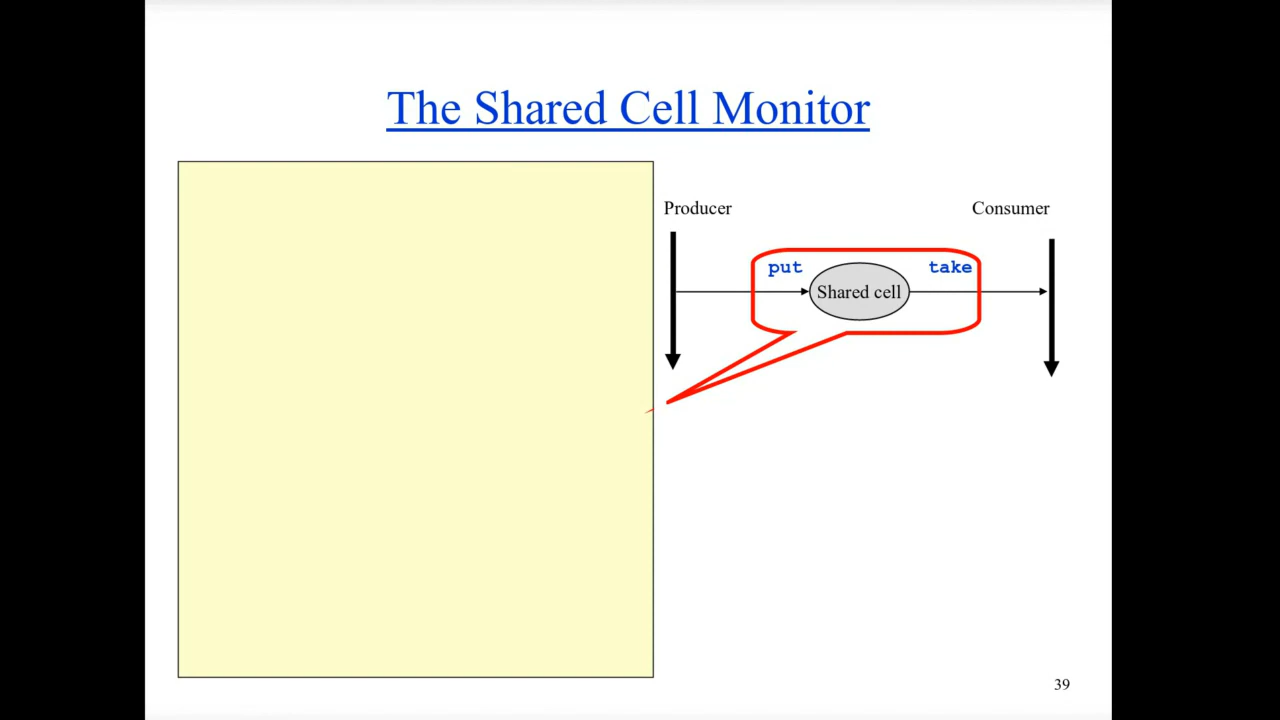 The Shared Cell Monitor
Producer
Consumer
put
take
Shared cell
39